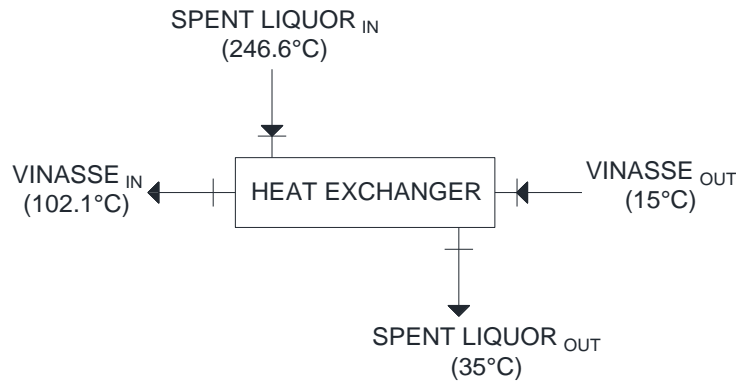 SPENT LIQUOR IN
(246.6°C)
VINASSE IN
(102.1°C)
HEAT EXCHANGER
VINASSE OUT
(15°C)
SPENT LIQUOR OUT
(35°C)